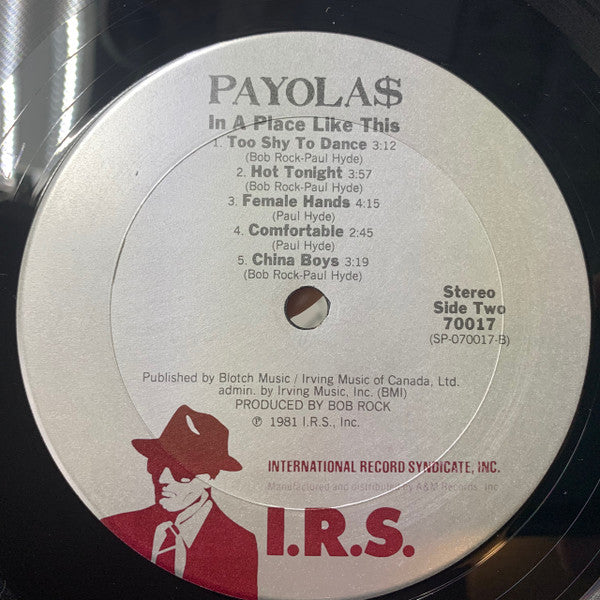 PAYOLA$
In A Place Like This
1. Too Shy To Dance 3:12
(Bob Rock-Paul Hyde)
2. Hot Tonight 3:57
(Bob Rock-Paul Hyde)
3. Female Hands 4:15
(Paul Hyde)
4. Comfortable 2:45
(Paul Hyde)
5. China Boys 3:19
(Bob Rock-Paul Hyde)
Stereo
Side Two
70017
(SP-070017-B)
Published by Blotch Music / Irving Music of Canada, Ltd.
admin. by Irving Music, Inc. (BMI)
PRODUCED BY BOB ROCK
℗ 1981 I.R.S., Inc.
INTERNATIONAL RECORD SYNDICATE, INC.
Manufactured and distributed by A&M Records, Inc.
I.R.S.